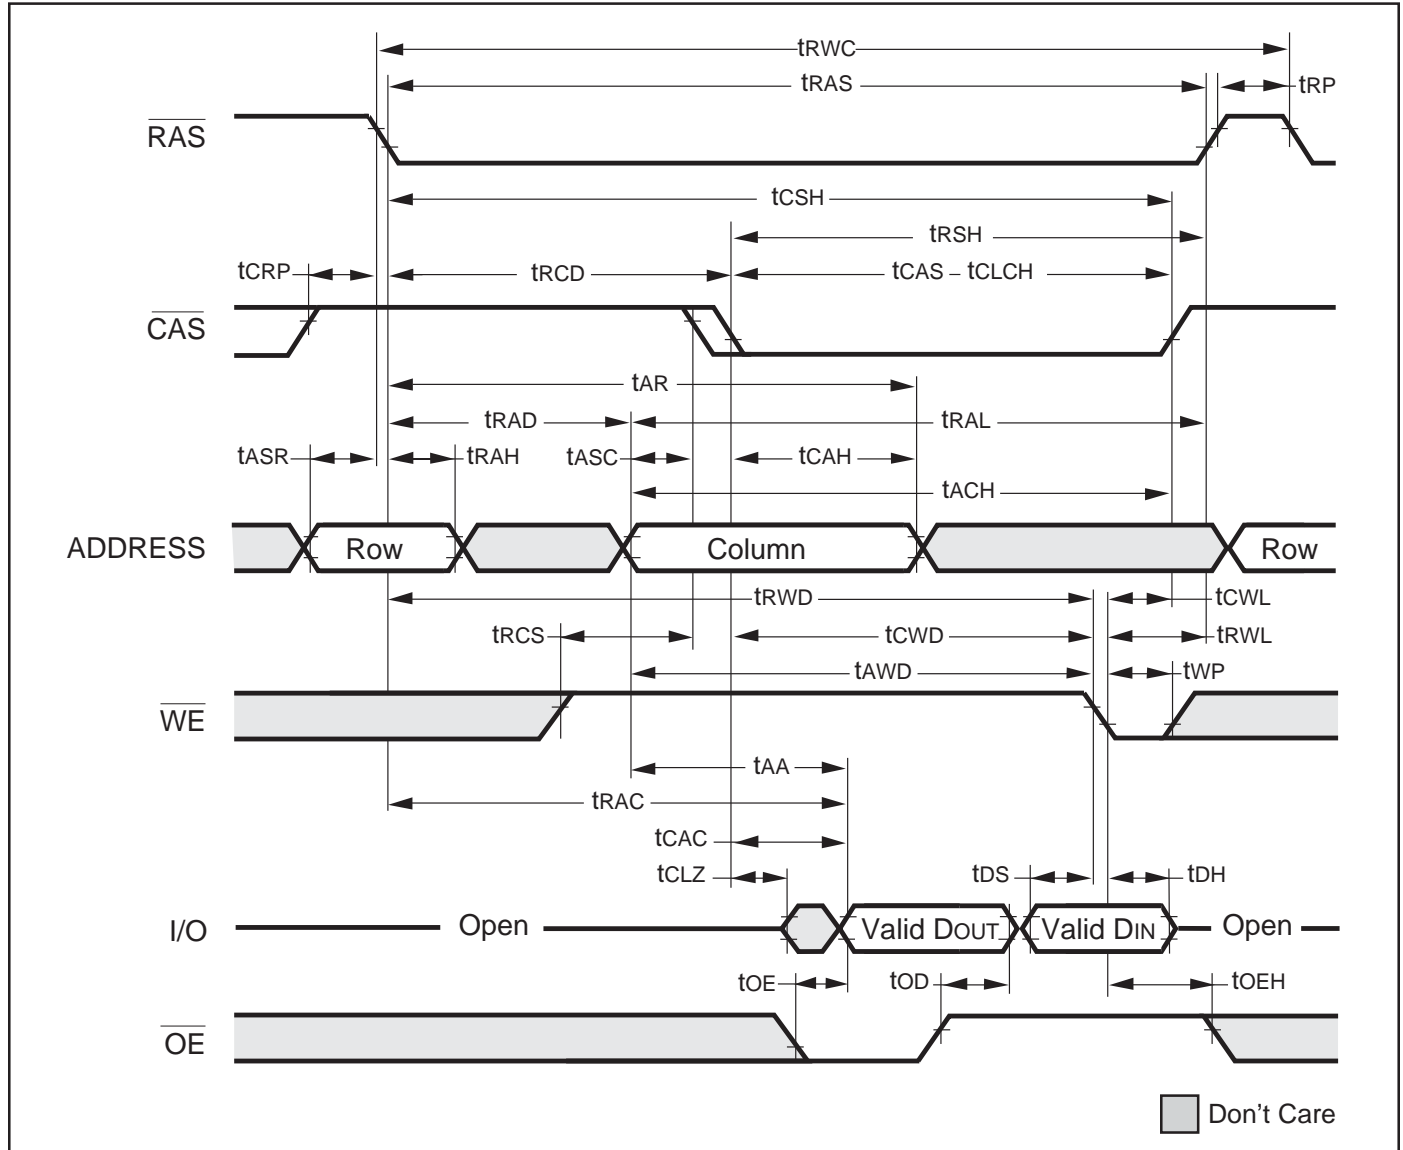 tRWC
tRAS
tRP
RAS
tCSH
tRSH
tCRP
tRCD
tCAS – tCLCH
CAS
tAR
tRAD
tRAL
tASR
tRAH
tASC
tCAH
tACH
ADDRESS
Row
Column
Row
tRWD
tCWL
tRCS
tCWD
tRWL
tAWD
tWP
WE
tAA
tRAC
tCAC
tCLZ
tDS
tDH
I/O
Open
Valid DOUT
Valid DIN
Open
tOE
tOD
tOEH
OE
Don't Care